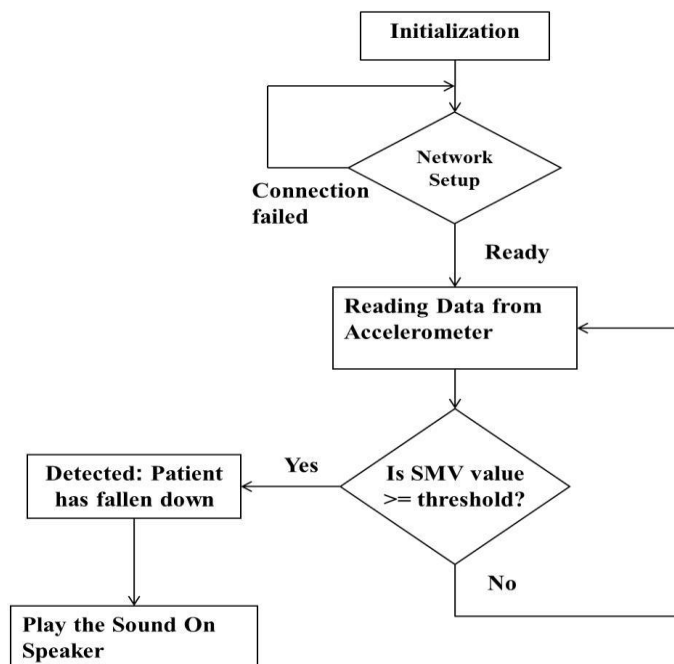 Initialization
Network
Setup
Connection
failed
Ready
Reading Data from
Accelerometer
Is SMV value
>= threshold?
Yes
Detected: Patient
has fallen down
No
Play the Sound On
Speaker